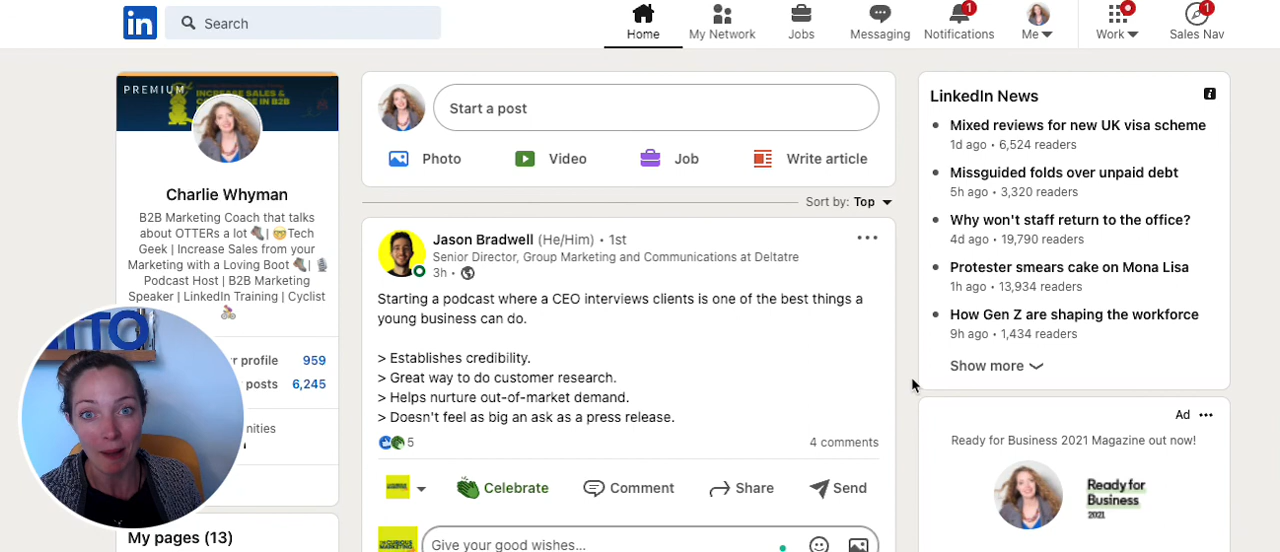 in
Search
Home
My Network
Jobs
Messaging
1
Notifications
Me
Work
1
Sales Nav
PREMIUM
INCREASE SALES &
IN B2B
Charlie Whyman
B2B Marketing Coach that talks
about OTTERs a lot 🥾| 🤓Tech
Geek | Increase Sales from your
Marketing with a Loving Boot 🥾| 🎙
Podcast Host | B2B Marketing
Speaker | LinkedIn Training | Cyclist
🚴
profile 959
posts 6,245
My pages (13)
Start a post
Photo
Video
Job
Write article
Sort by: Top
Jason Bradwell (He/Him) • 1st
Senior Director, Group Marketing and Communications at Deltatre
3h •
Starting a podcast where a CEO interviews clients is one of the best things a
young business can do.
> Establishes credibility.
> Great way to do customer research.
> Helps nurture out-of-market demand.
> Doesn't feel as big an ask as a press release.
5
4 comments
Celebrate
Comment
Share
Send
Give your good wishes...
LinkedIn News
Mixed reviews for new UK visa scheme
1d ago • 6,524 readers
Missguided folds over unpaid debt
5h ago • 3,320 readers
Why won't staff return to the office?
4d ago • 19,790 readers
Protester smears cake on Mona Lisa
1h ago • 13,934 readers
How Gen Z are shaping the workforce
9h ago • 1,434 readers
Show more
Ad
Ready for Business 2021 Magazine out now!
Ready for
Business
2021